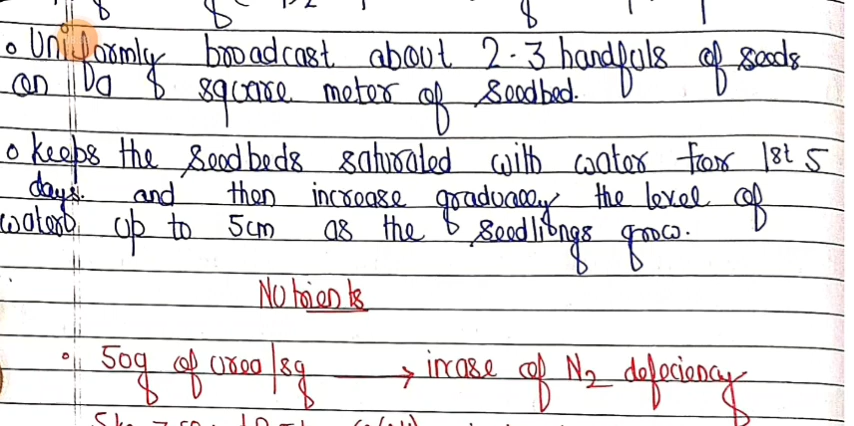 • Uniformly broadcast about 2-3 handfuls of seeds
on a square meter of seedbed.
• keeps the seedbeds saturated with water for 1st 5
days. and then increase gradually the level of
water up to 5cm as the seedlings grow.
Nutrients
• 50g of urea/sq → incase of N2 defeciency